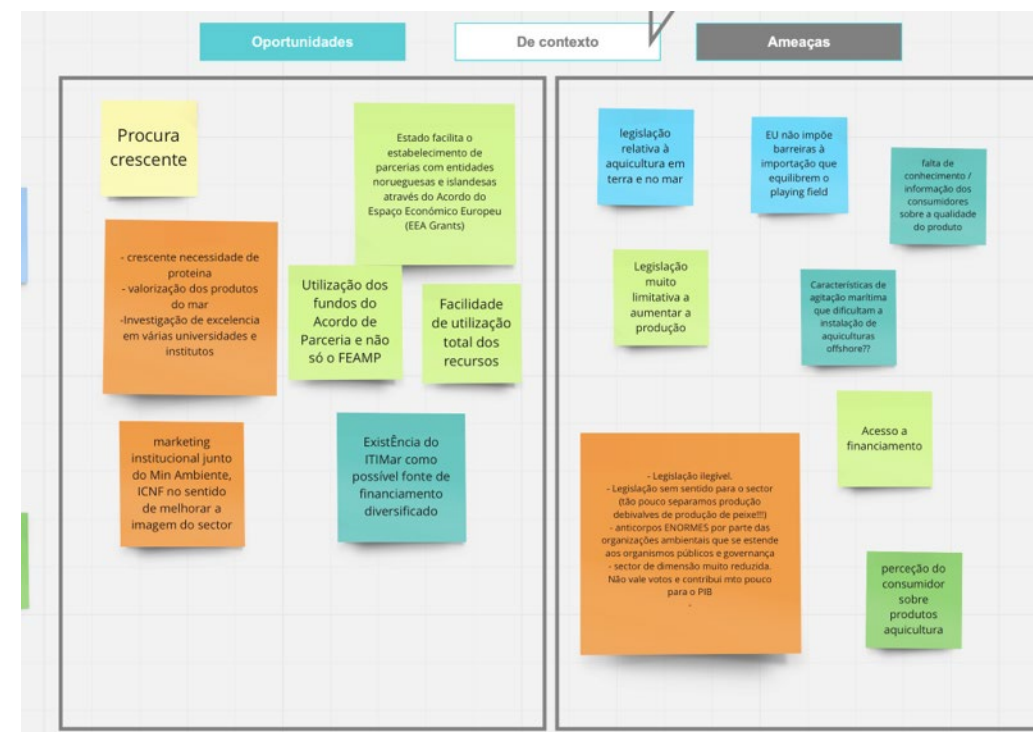 Oportunidades
De contexto
Ameaças
Procura
crescente
Estado facilita o
estabelecimento de
parcerias com entidades
norueguesas e islandesas
através do Acordo do
Espaço Económico Europeu
(EEA Grants)
- crescente necessidade de
proteina
- valorização dos produtos
do mar
-Investigação de excelencia
em várias universidades e
institutos
Utilização dos
fundos do
Acordo de
Parceria e não
só o FEAMP
Facilidade
de utilização
total dos
recursos
marketing
institucional junto
do Min Ambiente,
ICNF no sentido
de melhorar a
imagem do sector
ExistÊncia do
ITIMar como
possível fonte de
financiamento
diversificado
legislação
relativa à
aquicultura em
terra e no mar
EU não impõe
barreiras à
importação que
equilibrem o
playing field
falta de
conhecimento /
informação dos
consumidores
sobre a qualidade
do produto
Legislação
muito
limitativa a
aumentar a
produção
Características de
agitação marítima
que dificultam a
instalação de
aquiculturas
offshore??
Acesso a
financiamento
- Legislação ilegível.
- Legislação sem sentido para o sector
(tão pouco separamos produção
debivalves de produção de peixe!!!)
- anticorpos ENORMES por parte das
organizações ambientais que se estende
aos organismos públicos e governança
- sector de dimensão muito reduzida.
Não vale votos e contribui mto pouco
para o PIB
-
perceção do
consumidor
sobre
produtos
aquicultura